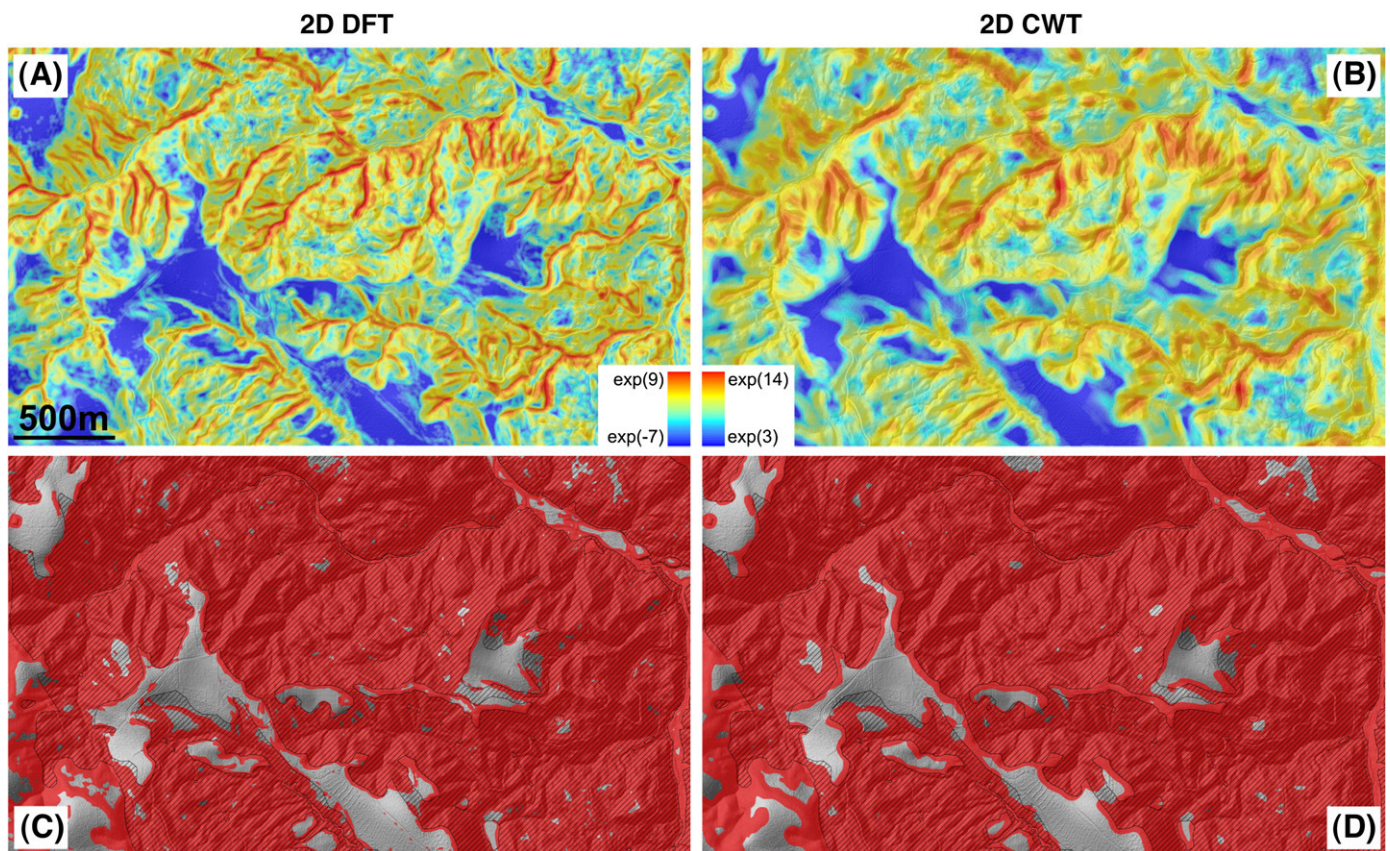 2D DFT
2D CWT
(A)
(B)
500m
exp(9)
exp(-7)
exp(14)
exp(3)
(C)
(D)